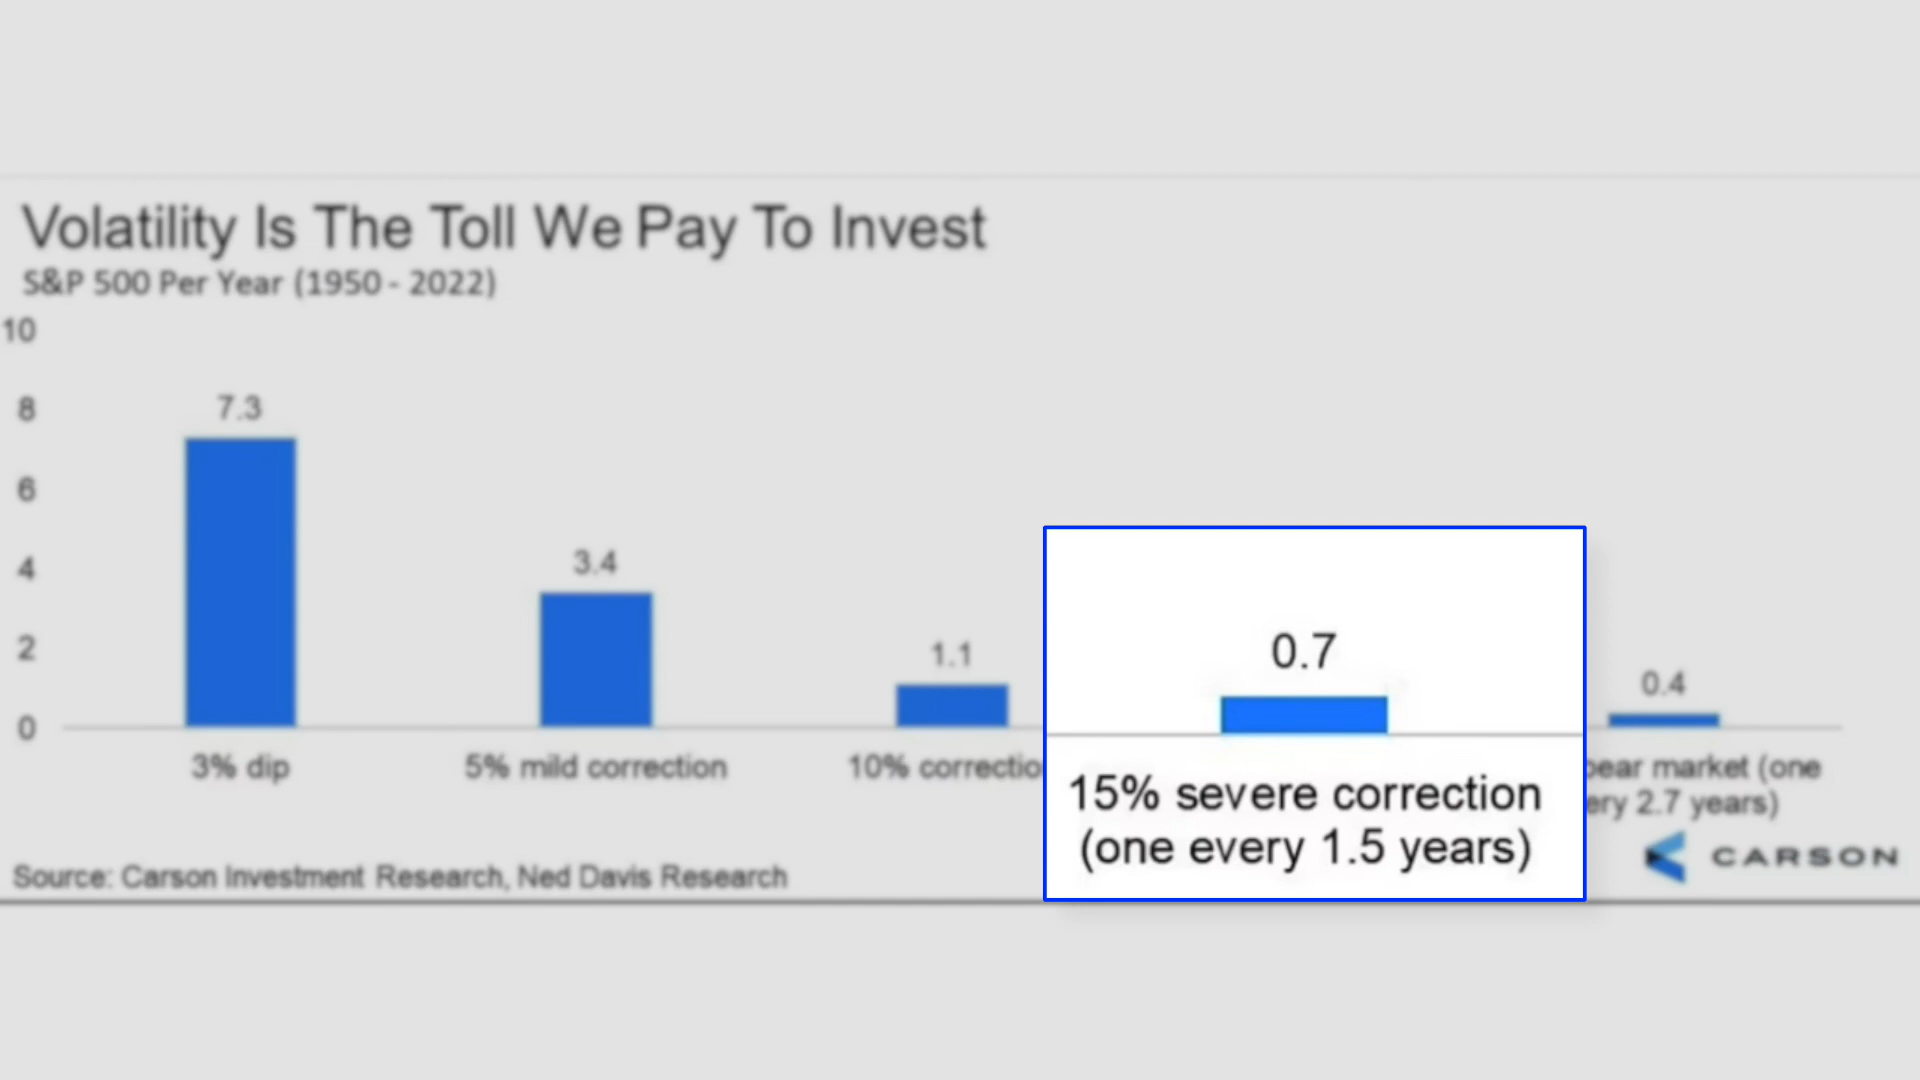 Volatility Is The Toll We Pay To Invest
S&P 500 Per Year (1950 - 2022)
10
8
6
4
2
0
7.3
3.4
1.1
0.7
0.4
3% dip
5% mild correction
10% correctio
15% severe correction
(one every 1.5 years)
bear market (one
ery 2.7 years)
Source: Carson Investment Research, Ned Davis Research
CARSON